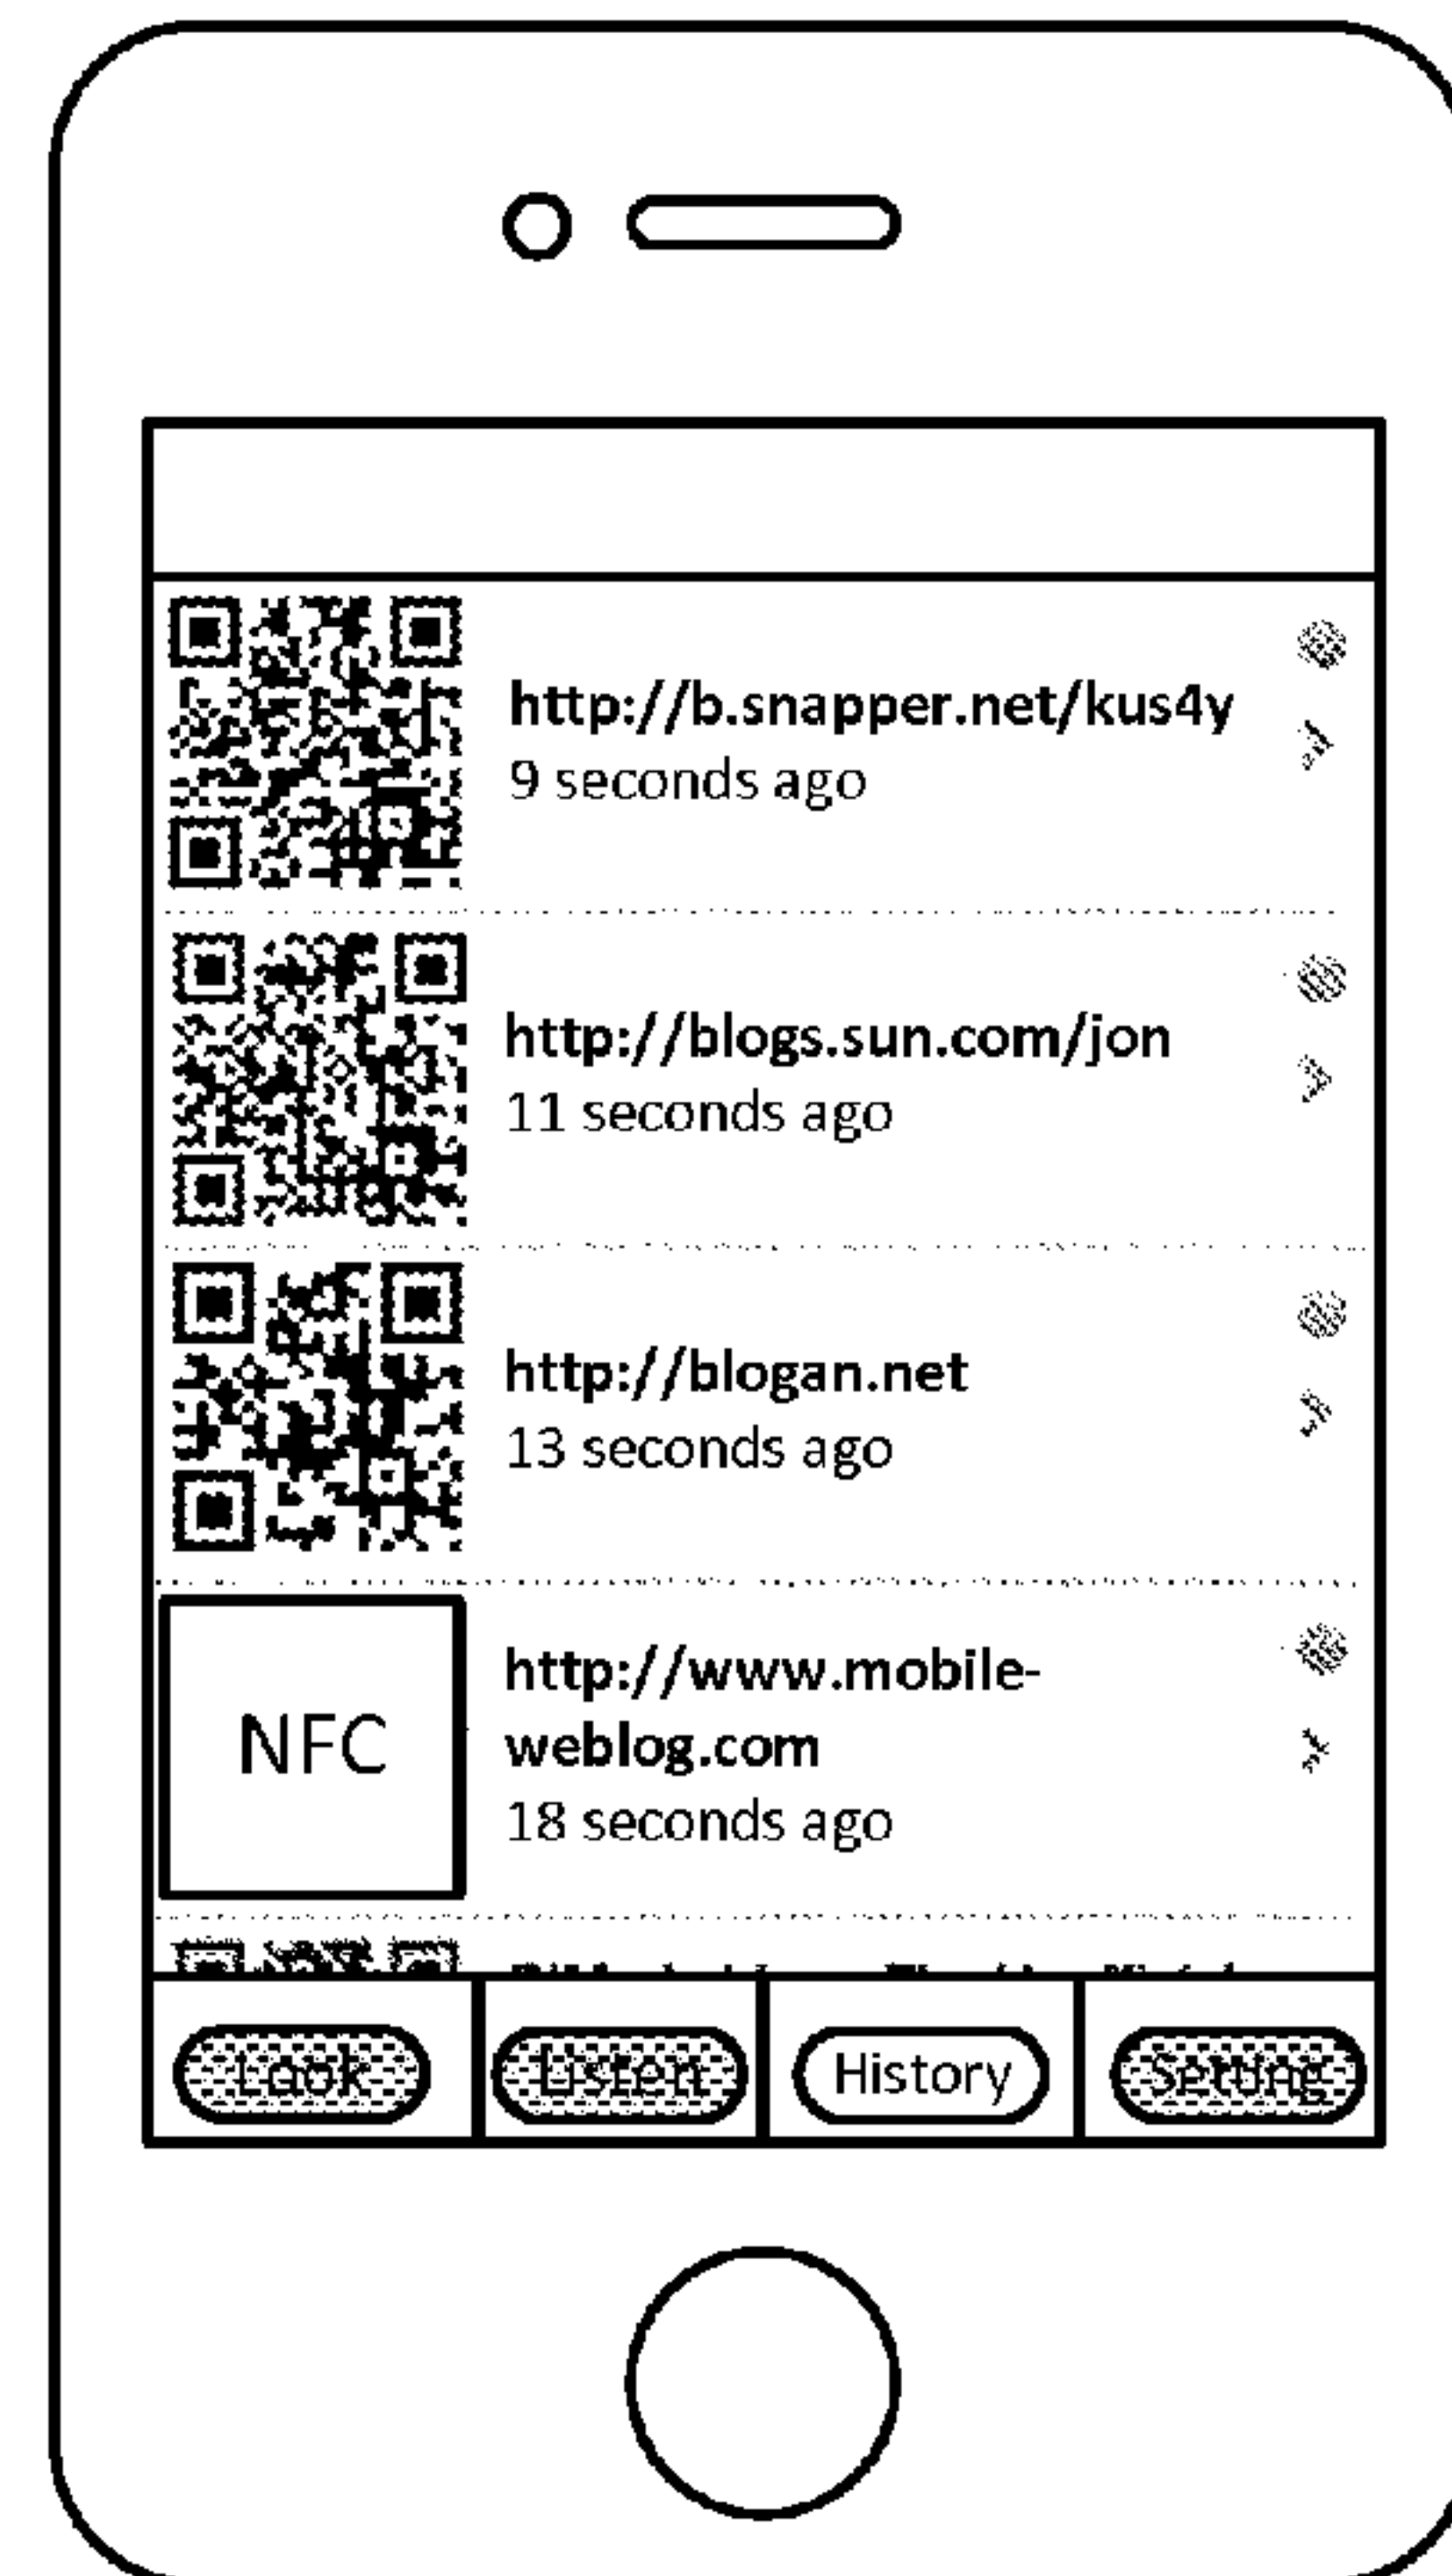 http://b.snapper.net/kus4y
9 seconds ago
http://blogs.sun.com/jon
11 seconds ago
http://blogan.net
13 seconds ago
NFC
http://www.mobile-
weblog.com
18 seconds ago
Look
Listen
History
Setting